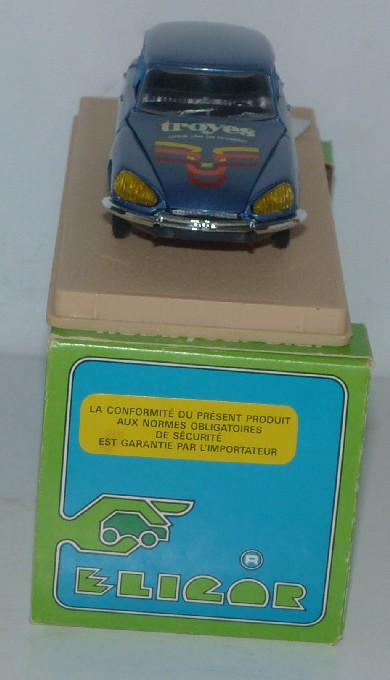 troyes
LA CONFORMITÉ DU PRÉSENT PRODUIT
AUX NORMES OBLIGATOIRES
DE SÉCURITÉ
EST GARANTIE PAR L'IMPORTATEUR
R
ELIGOR